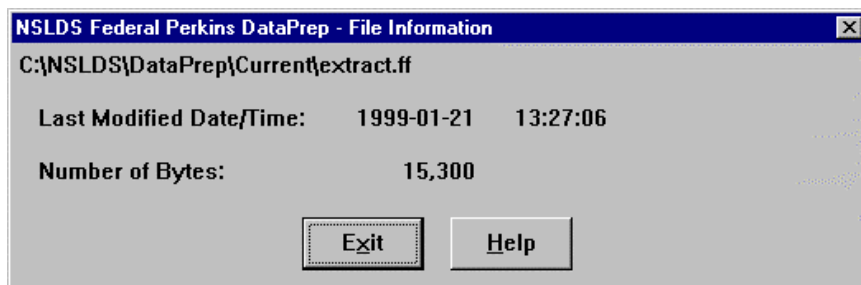 NSLDS Federal Perkins DataPrep - File Information
C:\NSLDS\DataPrep\Current\extract.ff
Last Modified Date/Time: 1999-01-21 13:27:06
Number of Bytes: 15,300
Exit Help